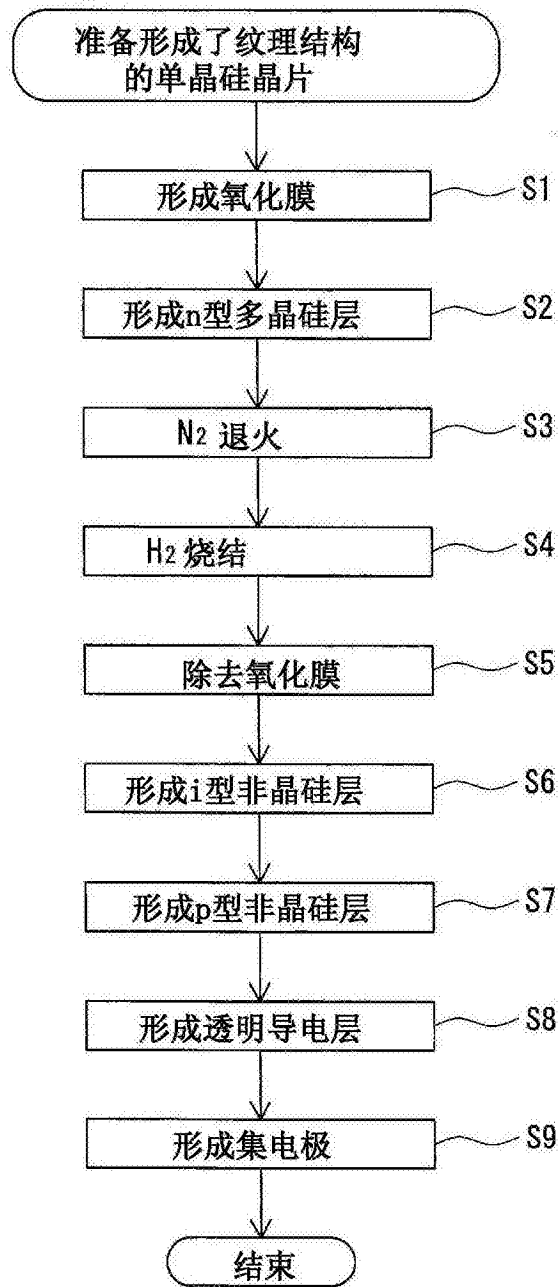 准备形成了纹理结构
的单晶硅晶片
形成氧化膜 S1
形成n型多晶硅层 S2
N2 退火 S3
H2 烧结 S4
除去氧化膜 S5
形成i型非晶硅层 S6
形成p型非晶硅层 S7
形成透明导电层 S8
形成集电极 S9
结束